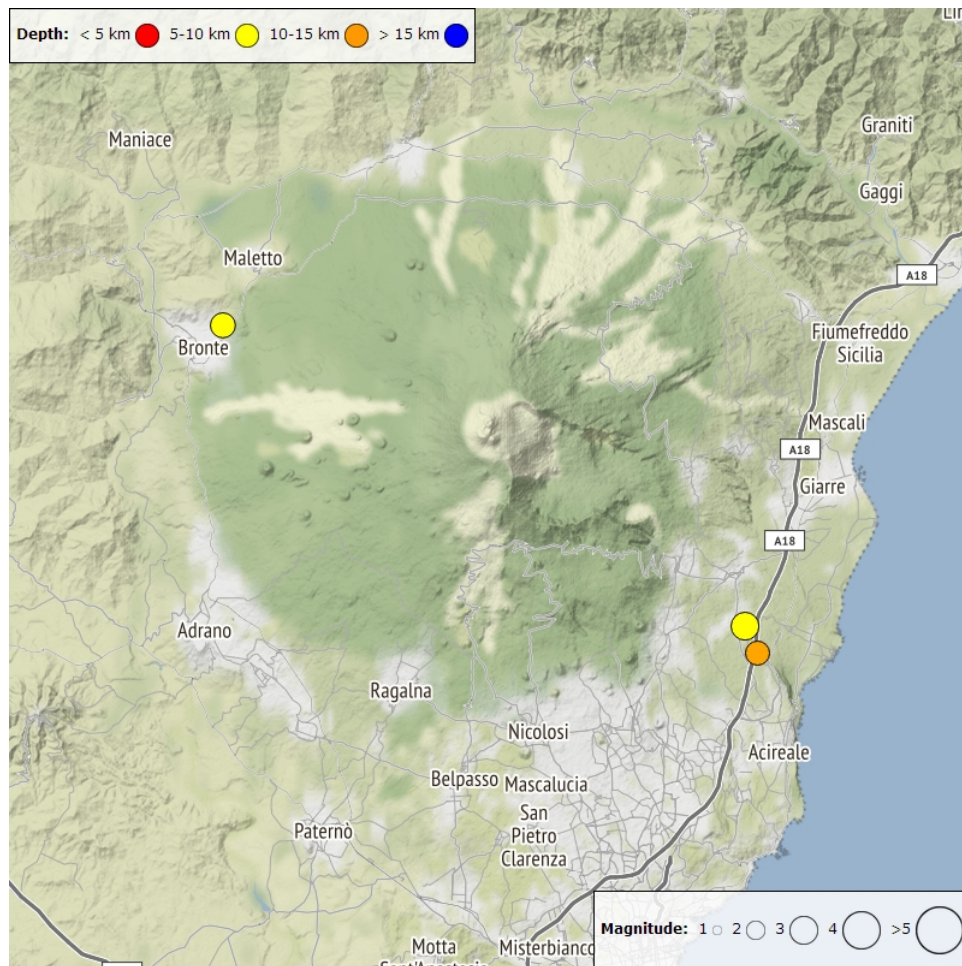 Depth: < 5 km 5-10 km 10-15 km > 15 km
Maniace
Graniti
Gaggi
Maletto
A18
Bronte
Fiumefreddo
Sicilia
Mascali
A18
Giarre
A18
Adrano
Ragalna
Nicolosi
Acireale
Belpasso
Mascalucia
San
Pietro
Clarenza
Paternò
Magnitude: 1 2 3 4 >5
Motta
Misterbianco